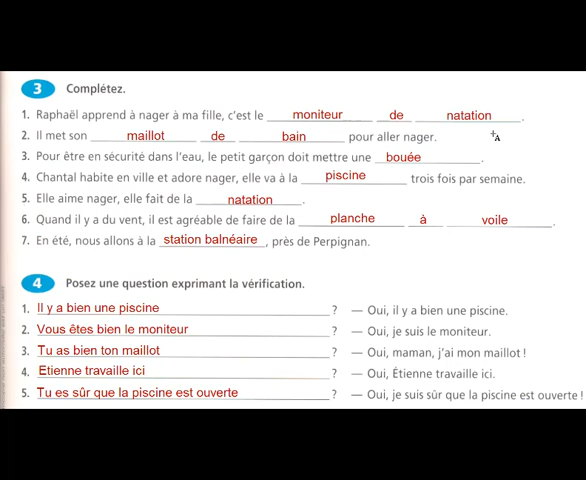 3 Complétez.
1. Raphaël apprend à nager à ma fille, c'est le moniteur de natation.
2. Il met son maillot de bain pour aller nager.
3. Pour être en sécurité dans l'eau, le petit garçon doit mettre une bouée.
4. Chantal habite en ville et adore nager, elle va à la piscine trois fois par semaine.
5. Elle aime nager, elle fait de la natation.
6. Quand il y a du vent, il est agréable de faire de la planche à voile.
7. En été, nous allons à la station balnéaire, près de Perpignan.
4 Posez une question exprimant la vérification.
1. Il y a bien une piscine ? — Oui, il y a bien une piscine.
2. Vous êtes bien le moniteur ? — Oui, je suis le moniteur.
3. Tu as bien ton maillot ? — Oui, maman, j'ai mon maillot !
4. Etienne travaille ici ? — Oui, Étienne travaille ici.
5. Tu es sûr que la piscine est ouverte ? — Oui, je suis sûr que la piscine est ouverte !